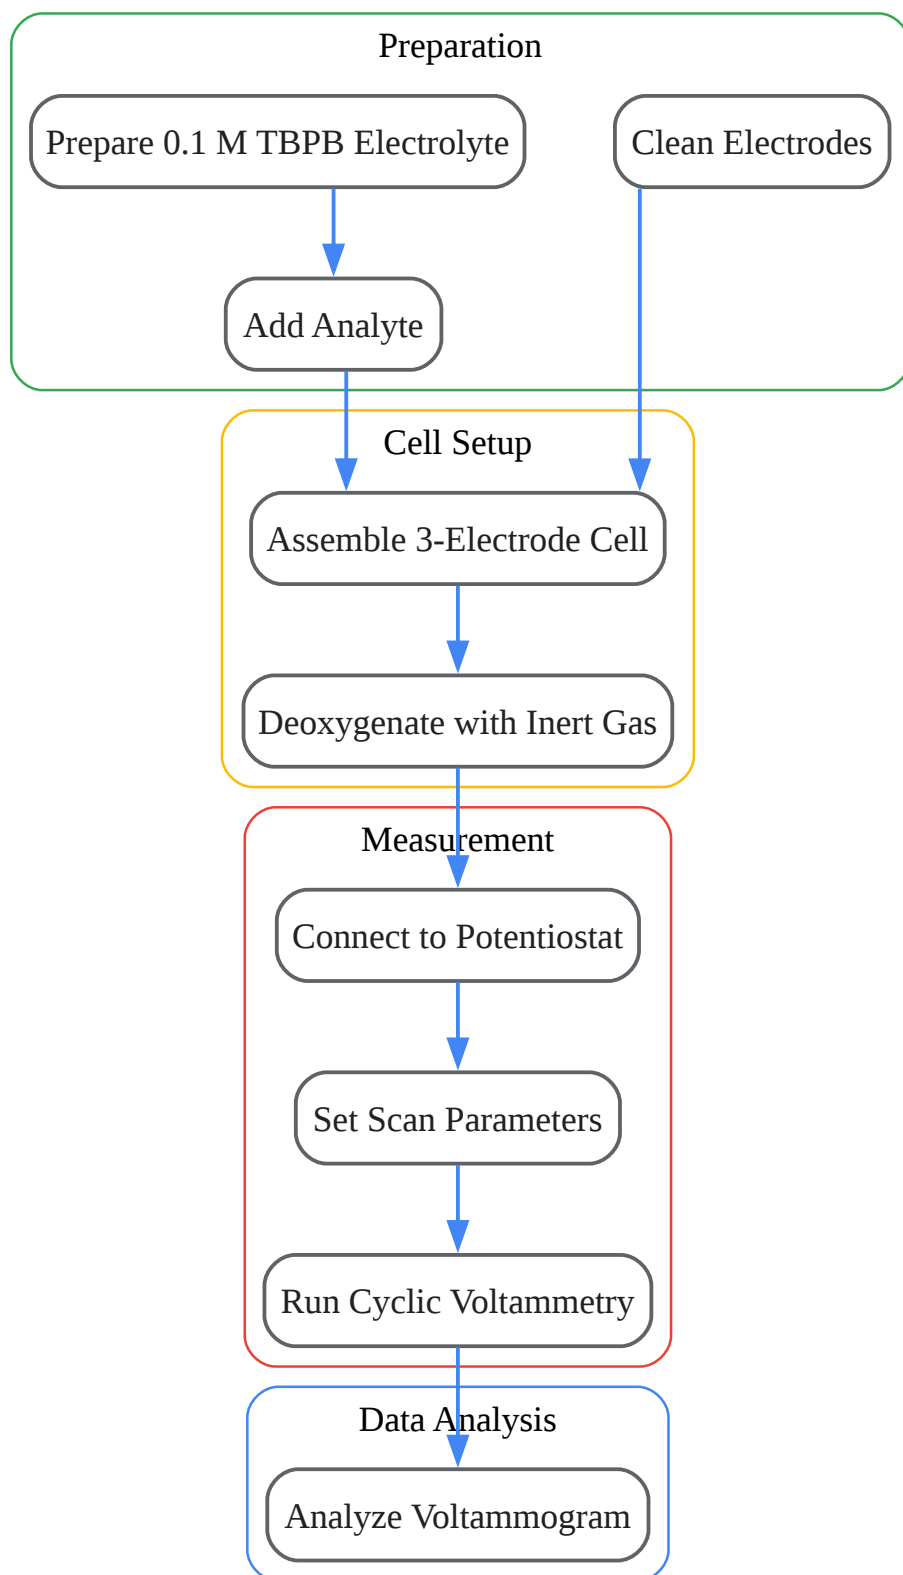 Preparation
Prepare 0.1 M TBPB Electrolyte
Clean Electrodes
Add Analyte
Cell Setup
Assemble 3-Electrode Cell
Deoxygenate with Inert Gas
Measurement
Connect to Potentiostat
Set Scan Parameters
Run Cyclic Voltammetry
Data Analysis
Analyze Voltammogram